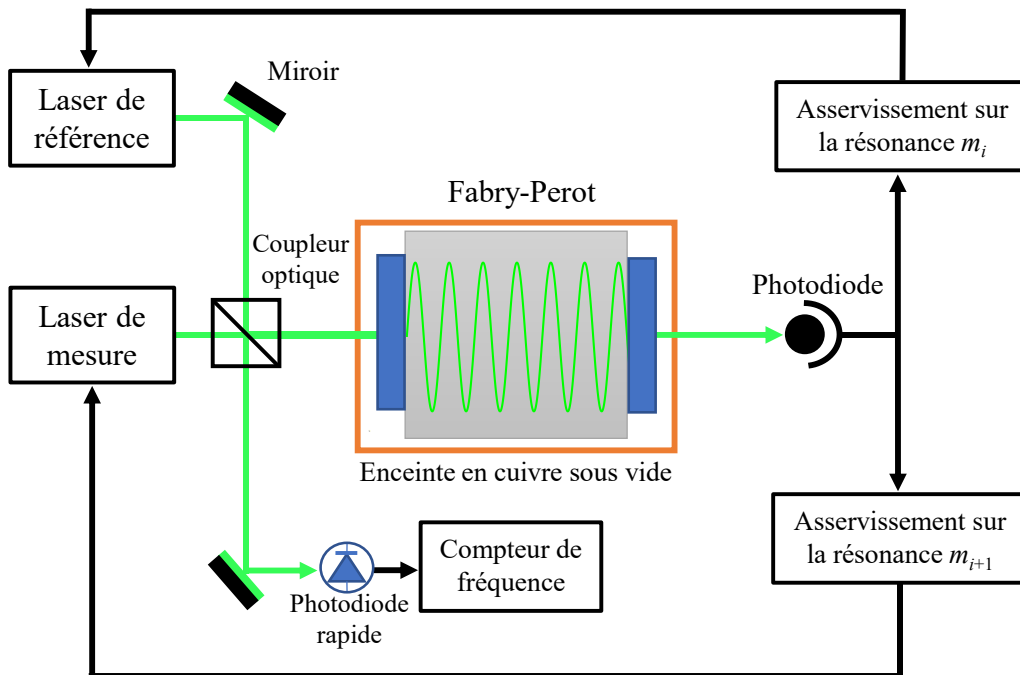 Laser de
référence
Miroir
Asservissement sur
la résonance mᵢ
Fabry-Perot
Coupleur
optique
Photodiode
Laser de
mesure
Enceinte en cuivre sous vide
Asservissement sur
la résonance mᵢ₊₁
Compteur de
fréquence
Photodiode
rapide